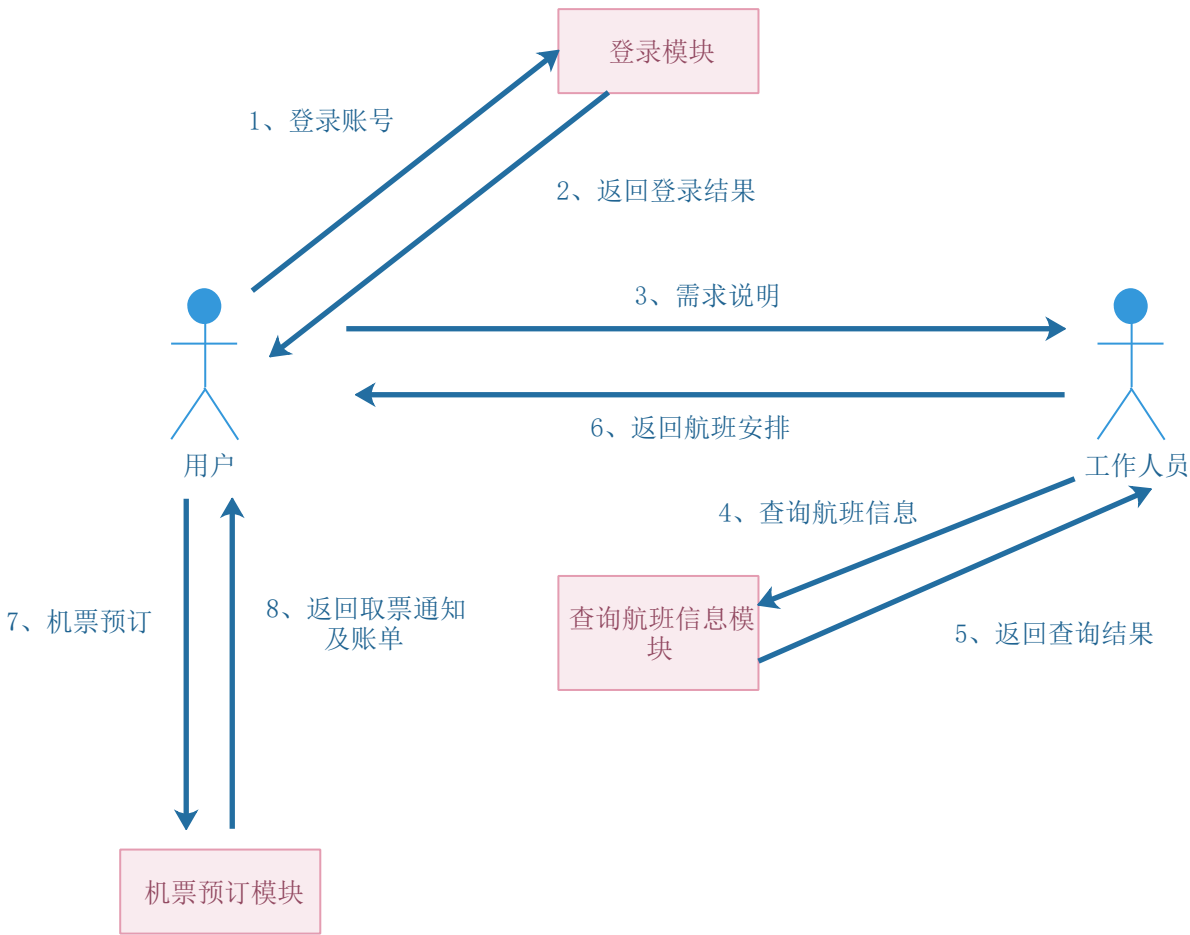 登录模块
1、登录账号
2、返回登录结果
3、需求说明
6、返回航班安排
用户
工作人员
4、查询航班信息
7、机票预订
8、返回取票通知
及账单
查询航班信息模
块
5、返回查询结果
机票预订模块